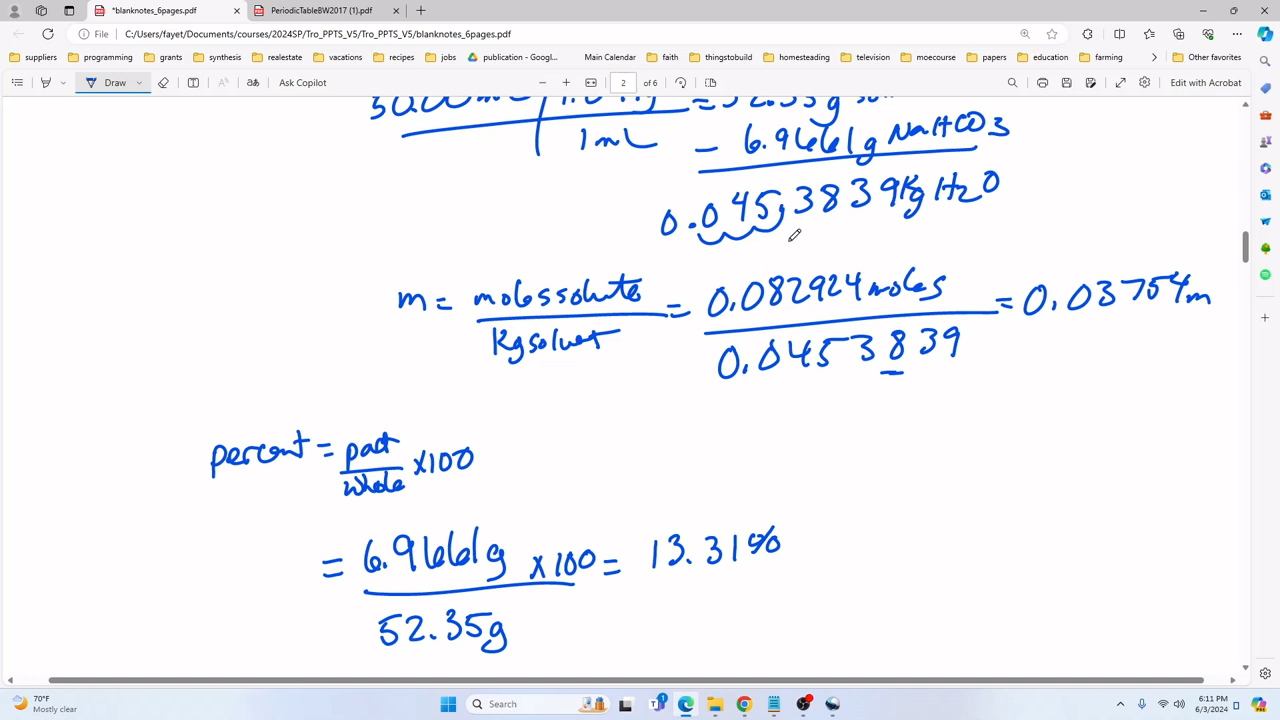 *blanknotes_6pages.pdf
PeriodicTableBW2017 (1).pdf
File C:/Users/fayet/Documents/courses/2024SP/Tro_PPTS_V5/Tro_PPTS_V5/blanknotes_6pages.pdf
suppliers programming grants synthesis realestate vacations recipes jobs publication - Googl... Main Calendar faith thingstobuild homesteading television moecourse papers education farming Other favorites
Draw Ask Copilot 2 of 6 Edit with Acrobat
1mL
- 6.9661g NaHCO3
0.045,3839Kg H2O
m = moles solute = 0.082924 moles = 0.03754m
Kg solvent 0.0453839
percent = part x100
whole
= 6.9661g x100 = 13.31%
52.35g
70°F
Mostly clear
Search
6:11 PM
6/3/2024